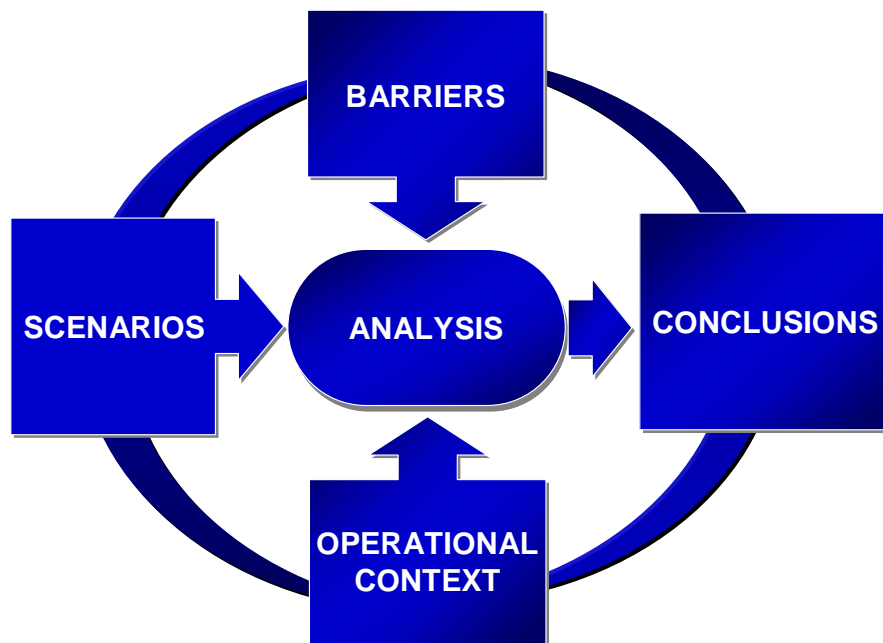 BARRIERS
SCENARIOS
ANALYSIS
CONCLUSIONS
OPERATIONAL
CONTEXT